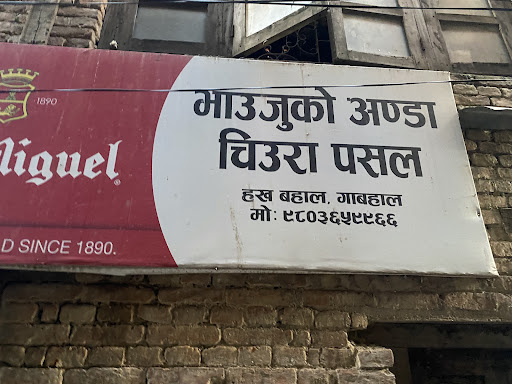 1890
Miguel®
D SINCE 1890.
भाउजुको अण्डा
चिउरा पसल
हख बहाल, गाबहाल
मो: ९८०३६५९९६६